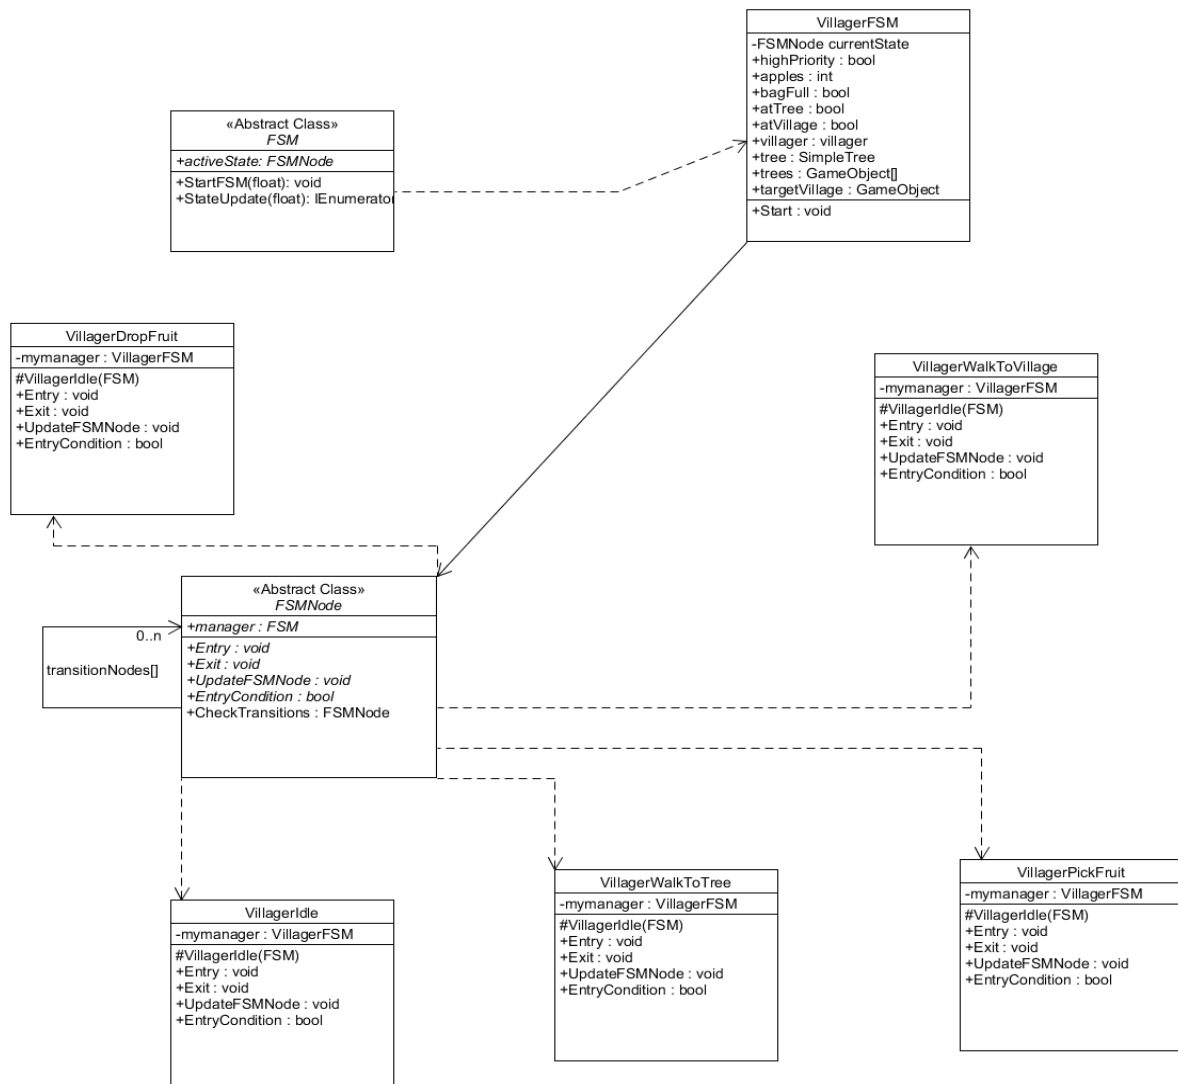 VillagerFSM
-FSMNode currentState
+highPriority : bool
+apples : int
+bagFull : bool
+atTree : bool
+atVillage : bool
+villager : villager
+tree : SimpleTree
+trees : GameObject[]
+targetVillage : GameObject
+Start : void
«Abstract Class»
FSM
+activeState: FSMNode
+StartFSM(float): void
+StateUpdate(float): IEnumerator
VillagerDropFruit
-mymanager : VillagerFSM
#VillagerIdle(FSM)
+Entry : void
+Exit : void
+UpdateFSMNode : void
+EntryCondition : bool
VillagerWalkToVillage
-mymanager : VillagerFSM
#VillagerIdle(FSM)
+Entry : void
+Exit : void
+UpdateFSMNode : void
+EntryCondition : bool
«Abstract Class»
FSMNode
+manager : FSM
+Entry : void
+Exit : void
+UpdateFSMNode : void
+EntryCondition : bool
+CheckTransitions : FSMNode
0..n
transitionNodes[]
VillagerIdle
-mymanager : VillagerFSM
#VillagerIdle(FSM)
+Entry : void
+Exit : void
+UpdateFSMNode : void
+EntryCondition : bool
VillagerWalkToTree
-mymanager : VillagerFSM
#VillagerIdle(FSM)
+Entry : void
+Exit : void
+UpdateFSMNode : void
+EntryCondition : bool
VillagerPickFruit
-mymanager : VillagerFSM
#VillagerIdle(FSM)
+Entry : void
+Exit : void
+UpdateFSMNode : void
+EntryCondition : bool